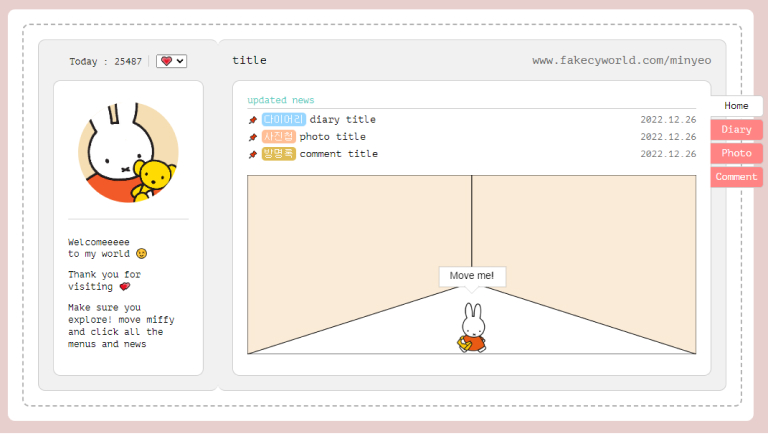 Today : 25487
title
www.fakecyworld.com/minyeo
Home
Diary
Photo
Comment
updated news
다이어리 diary title 2022.12.26
사진첩 photo title 2022.12.26
방명록 comment title 2022.12.26
Move me!
Welcomeeeee
to my world
Thank you for
visiting
Make sure you
explore! move miffy
and click all the
menus and news